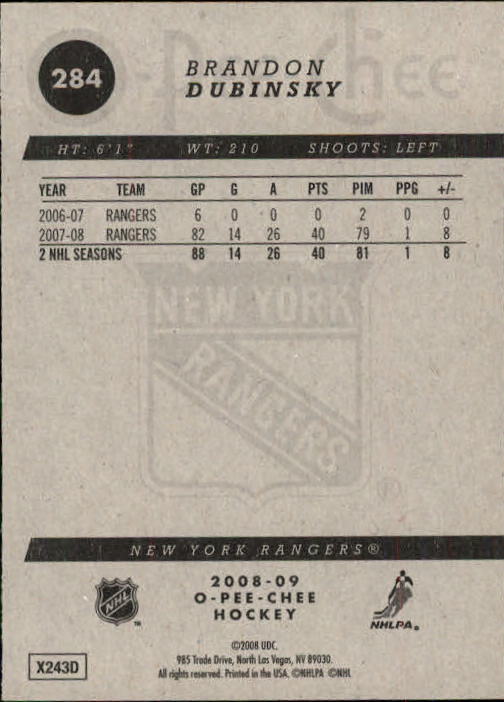 O-Pee-Chee
284
BRANDON
DUBINSKY
HT: 6'1" WT: 210 SHOOTS: LEFT
YEAR TEAM GP G A PTS PIM PPG +/-
2006-07 RANGERS 6 0 0 0 2 0 0
2007-08 RANGERS 82 14 26 40 79 1 8
2 NHL SEASONS 88 14 26 40 81 1 8
NEW YORK
RANGERS
®
NEW YORK RANGERS®
2008-09
O-PEE-CHEE
HOCKEY
NHL
TM
NHLPA®
©2008 UDC.
985 Trade Drive, North Las Vegas, NV 89030.
All rights reserved. Printed in the USA. ©NHLPA ©NHL
X243D